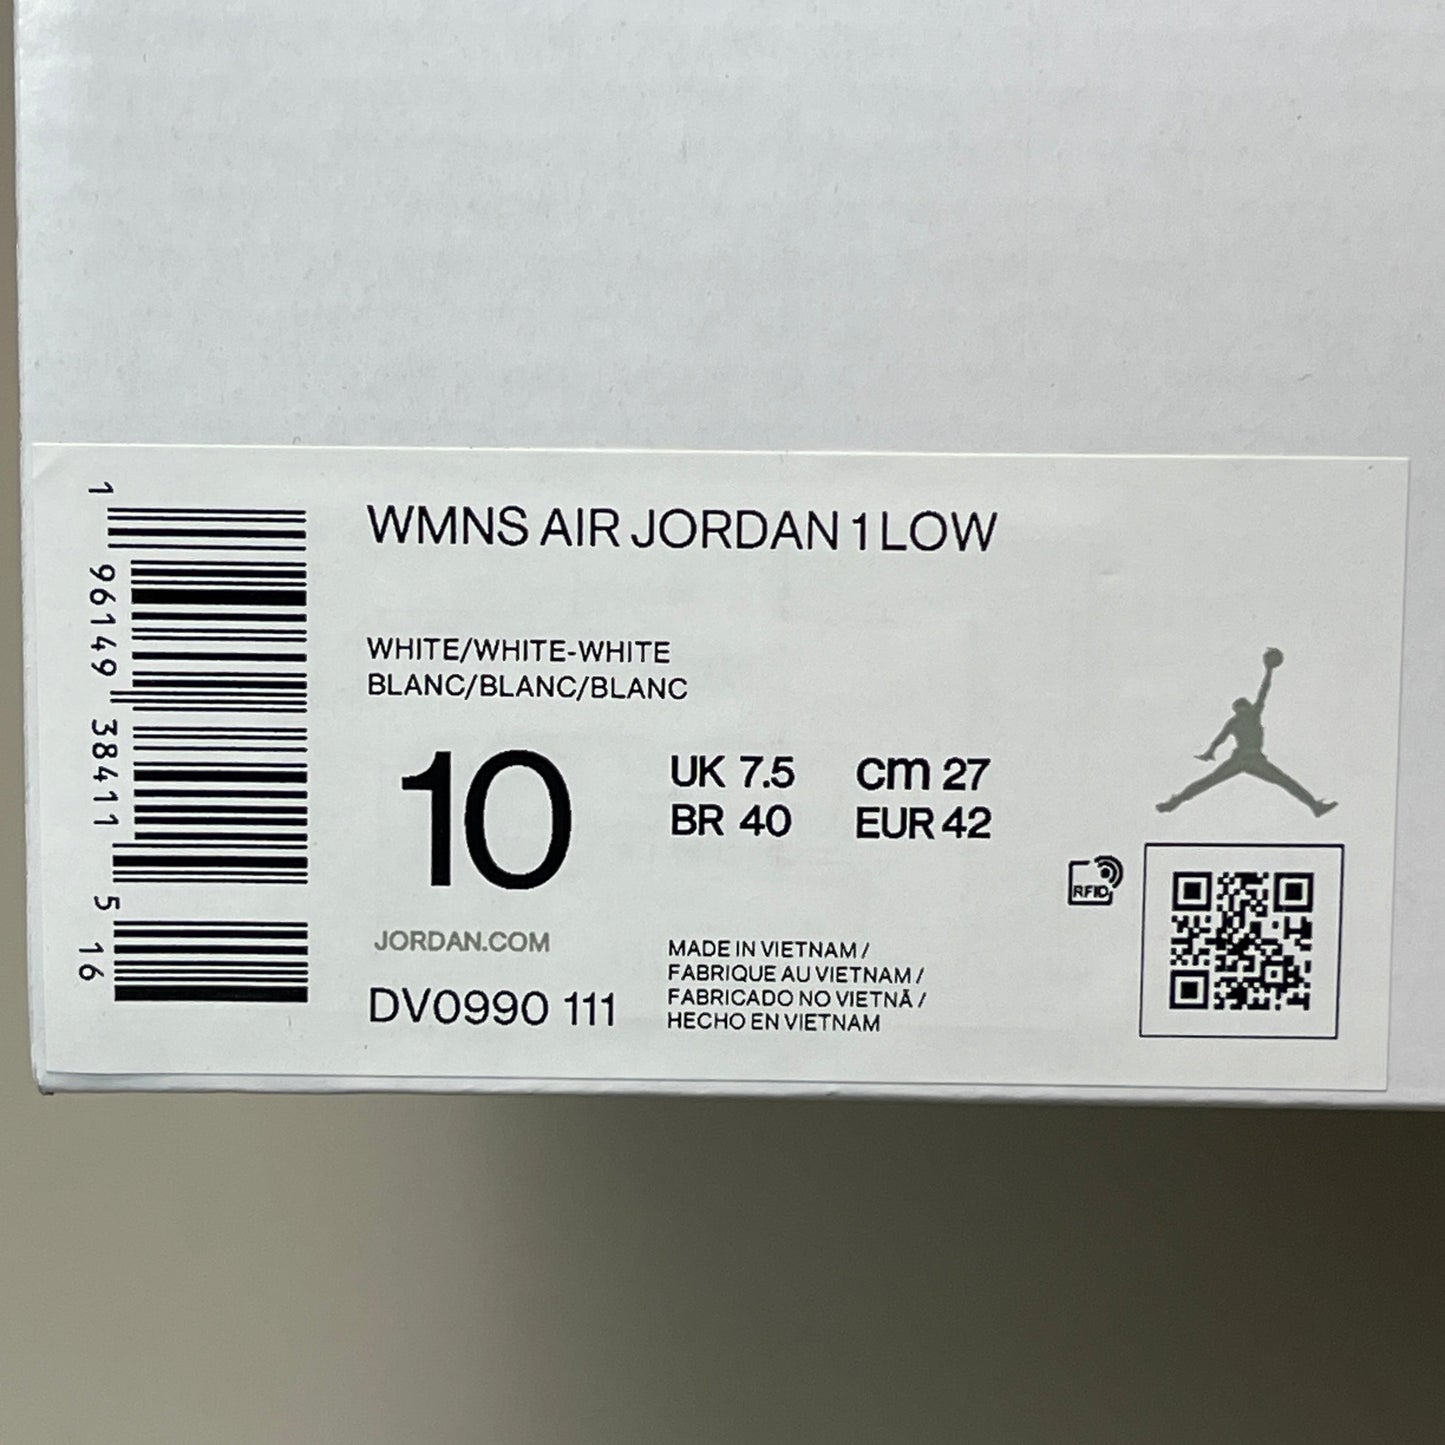 WMNS AIR JORDAN 1 LOW
WHITE/WHITE-WHITE
BLANC/BLANC/BLANC
10
UK 7.5 cm 27
BR 40 EUR 42
JORDAN.COM
DV0990 111
MADE IN VIETNAM /
FABRIQUE AU VIETNAM /
FABRICADO NO VIETNÃ /
HECHO EN VIETNAM
RFID
1 96149 38411 5 16